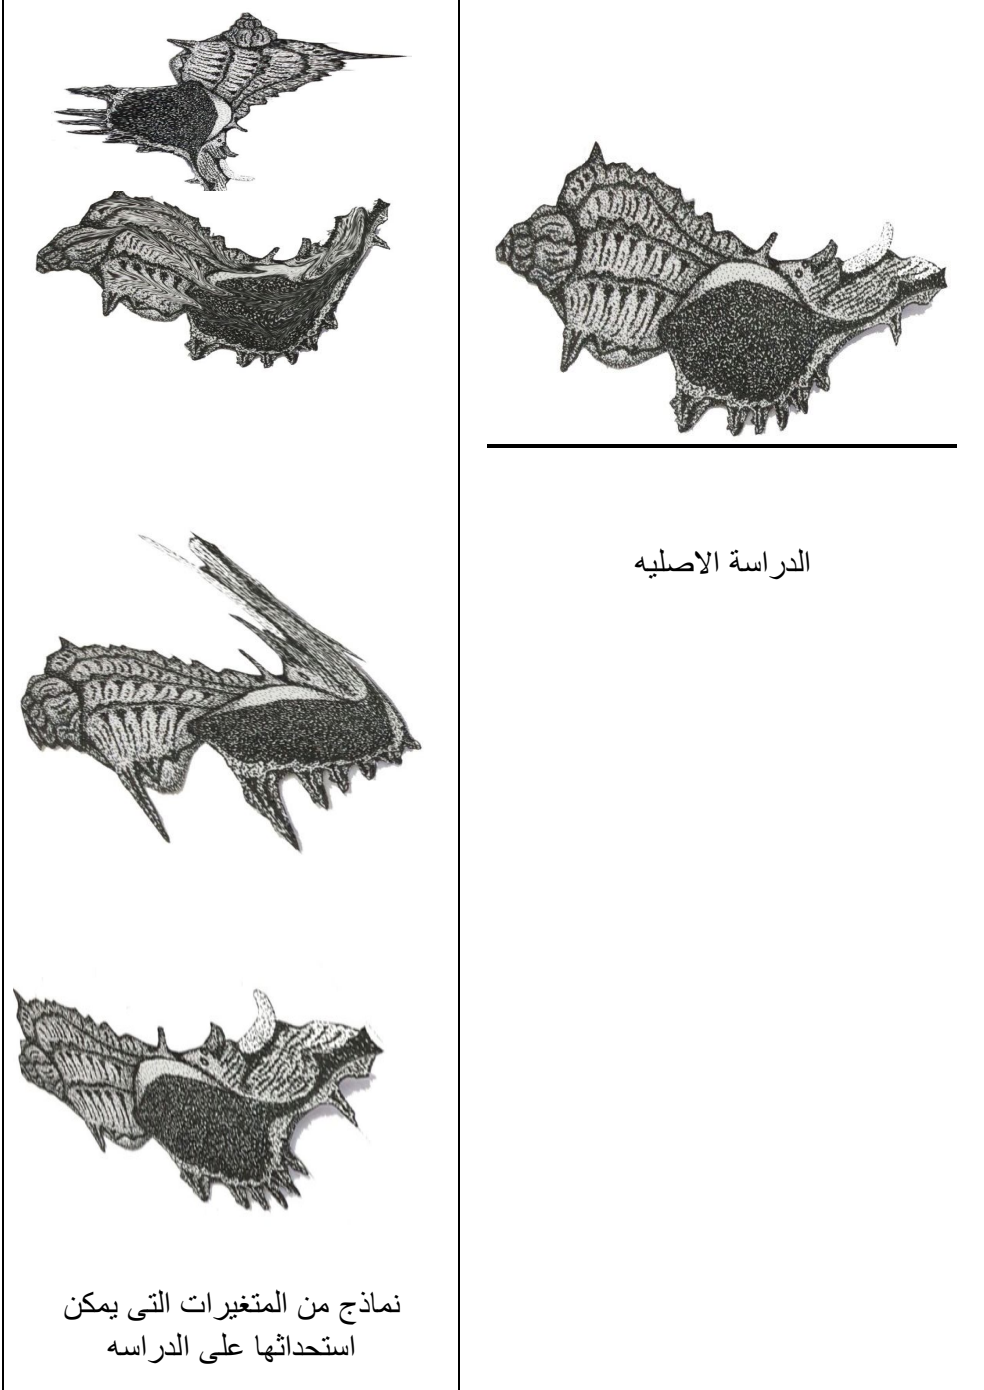 الدراسة الاصليه
نماذج من المتغيرات التى يمكن
استحداثها على الدراسه